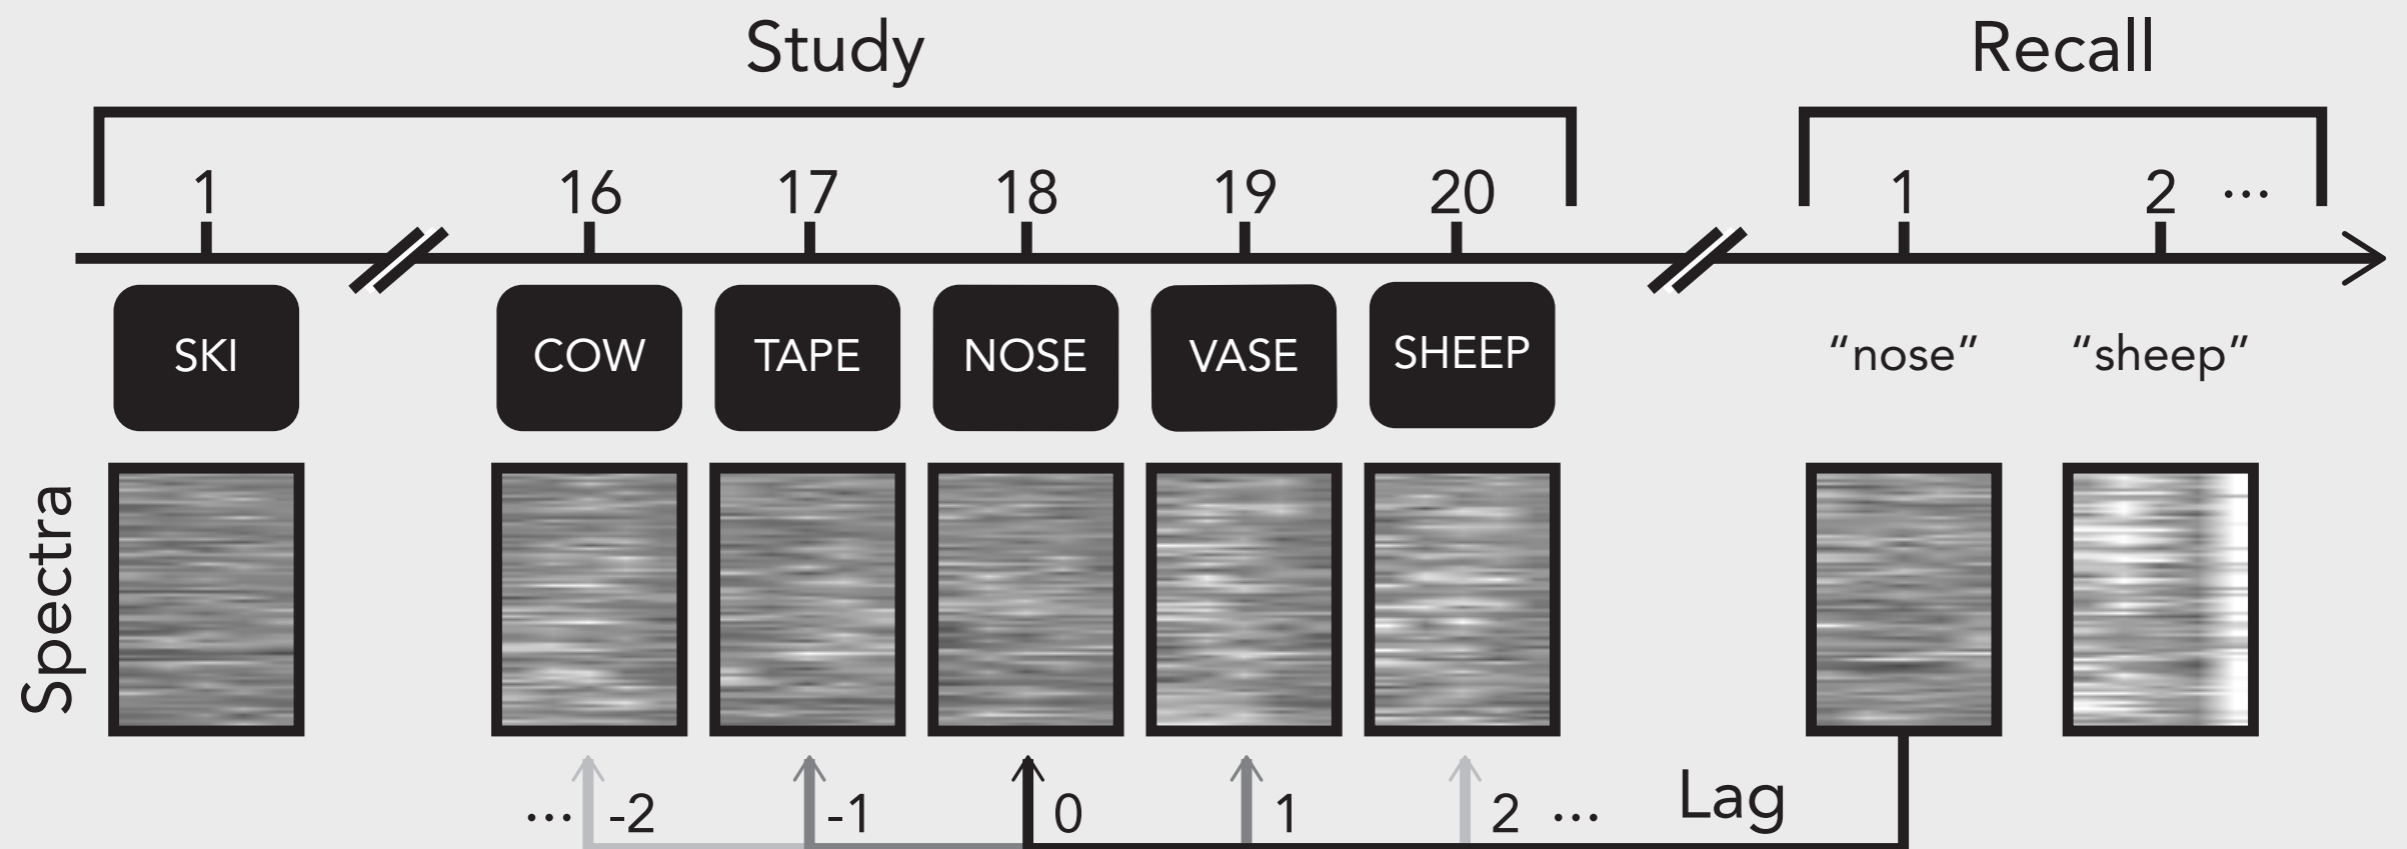 Study Recall
1 16 17 18 19 20 1 2 ...
SKI COW TAPE NOSE VASE SHEEP “nose” “sheep”
Spectra
... -2 -1 0 1 2 ... Lag